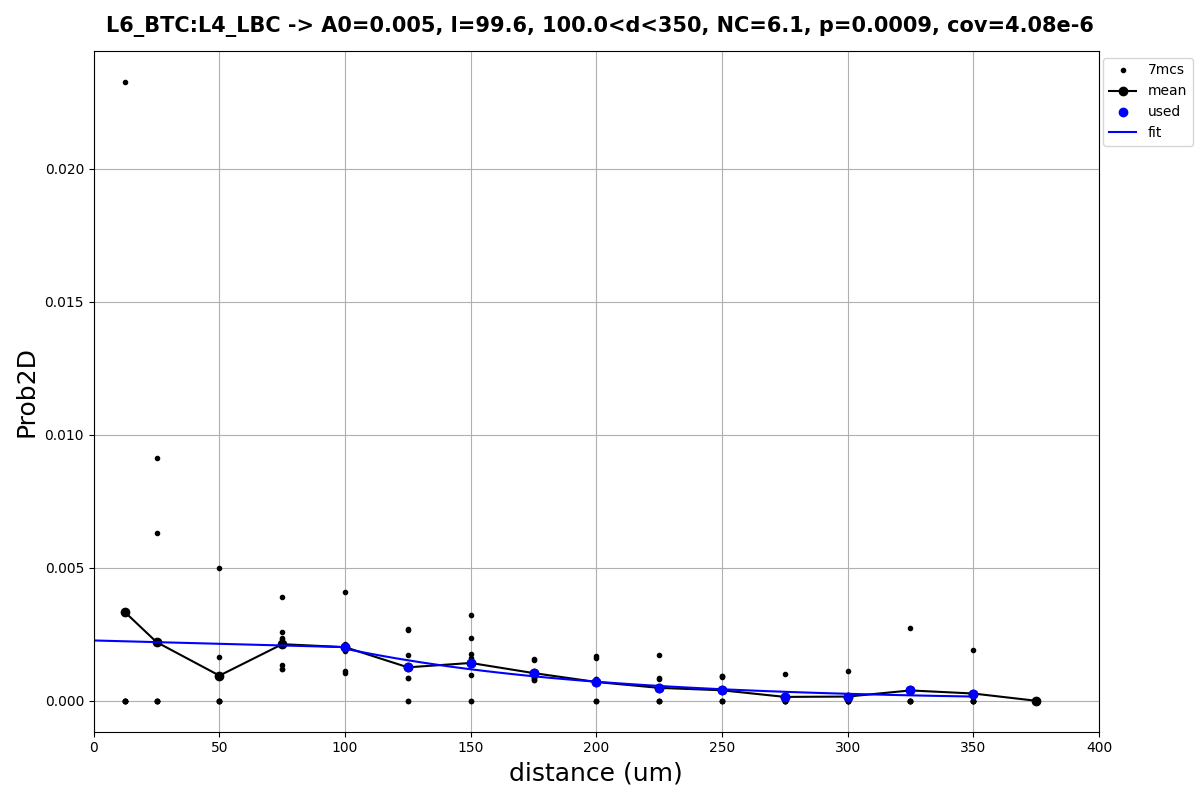 L6_BTC:L4_LBC -> A0=0.005, l=99.6, 100.0<d<350, NC=6.1, p=0.0009, cov=4.08e-6
7mcs
mean
used
fit
0.020
0.015
0.010
0.005
0.000
Prob2D
0 50 100 150 200 250 300 350 400
distance (um)